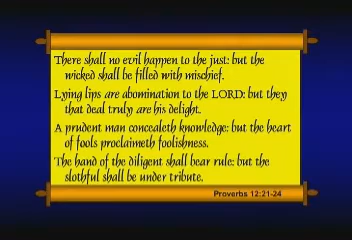 There shall no evil happen to the just: but the
wicked shall be filled with mischief.
Lying lips are abomination to the LORD: but they
that deal truly are his delight.
A prudent man concealeth knowledge: but the heart
of fools proclaimeth foolishness.
The hand of the diligent shall bear rule: but the
slothful shall be under tribute.
Proverbs 12:21-24